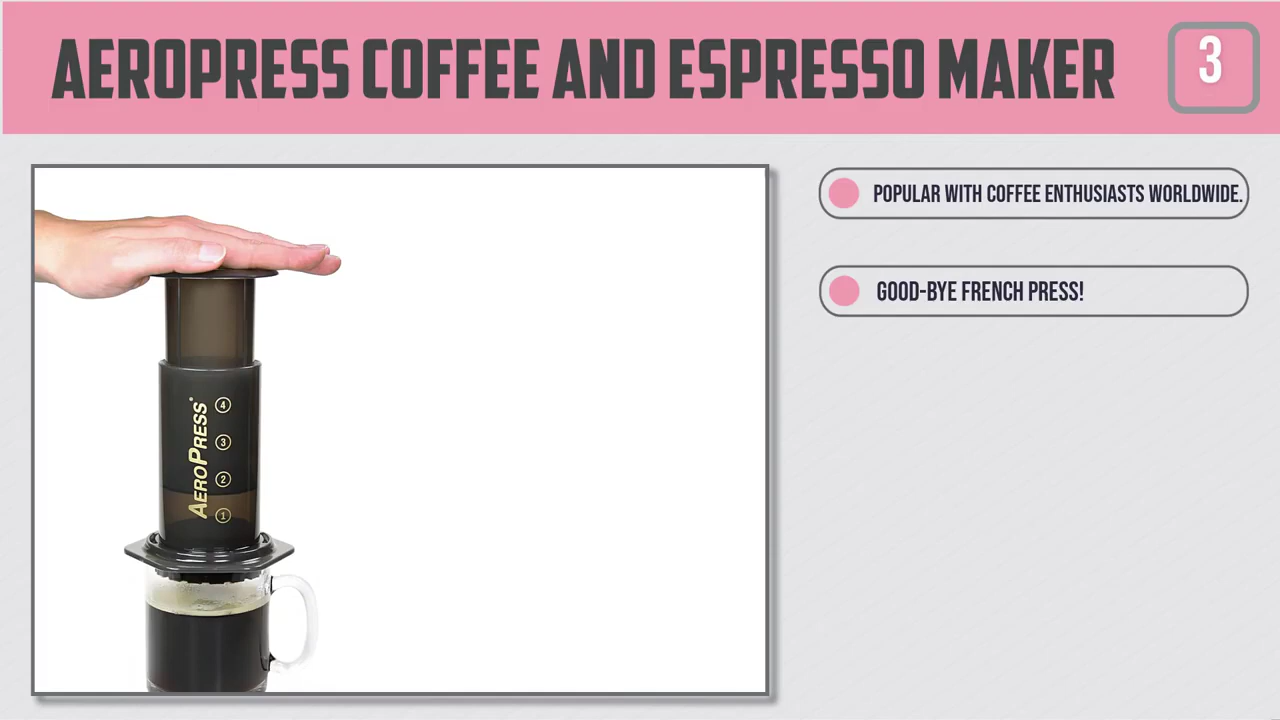 AEROPRESS COFFEE AND ESPRESSO MAKER
3
POPULAR WITH COFFEE ENTHUSIASTS WORLDWIDE.
GOOD-BYE FRENCH PRESS!
AEROPRESS®
4
3
2
1